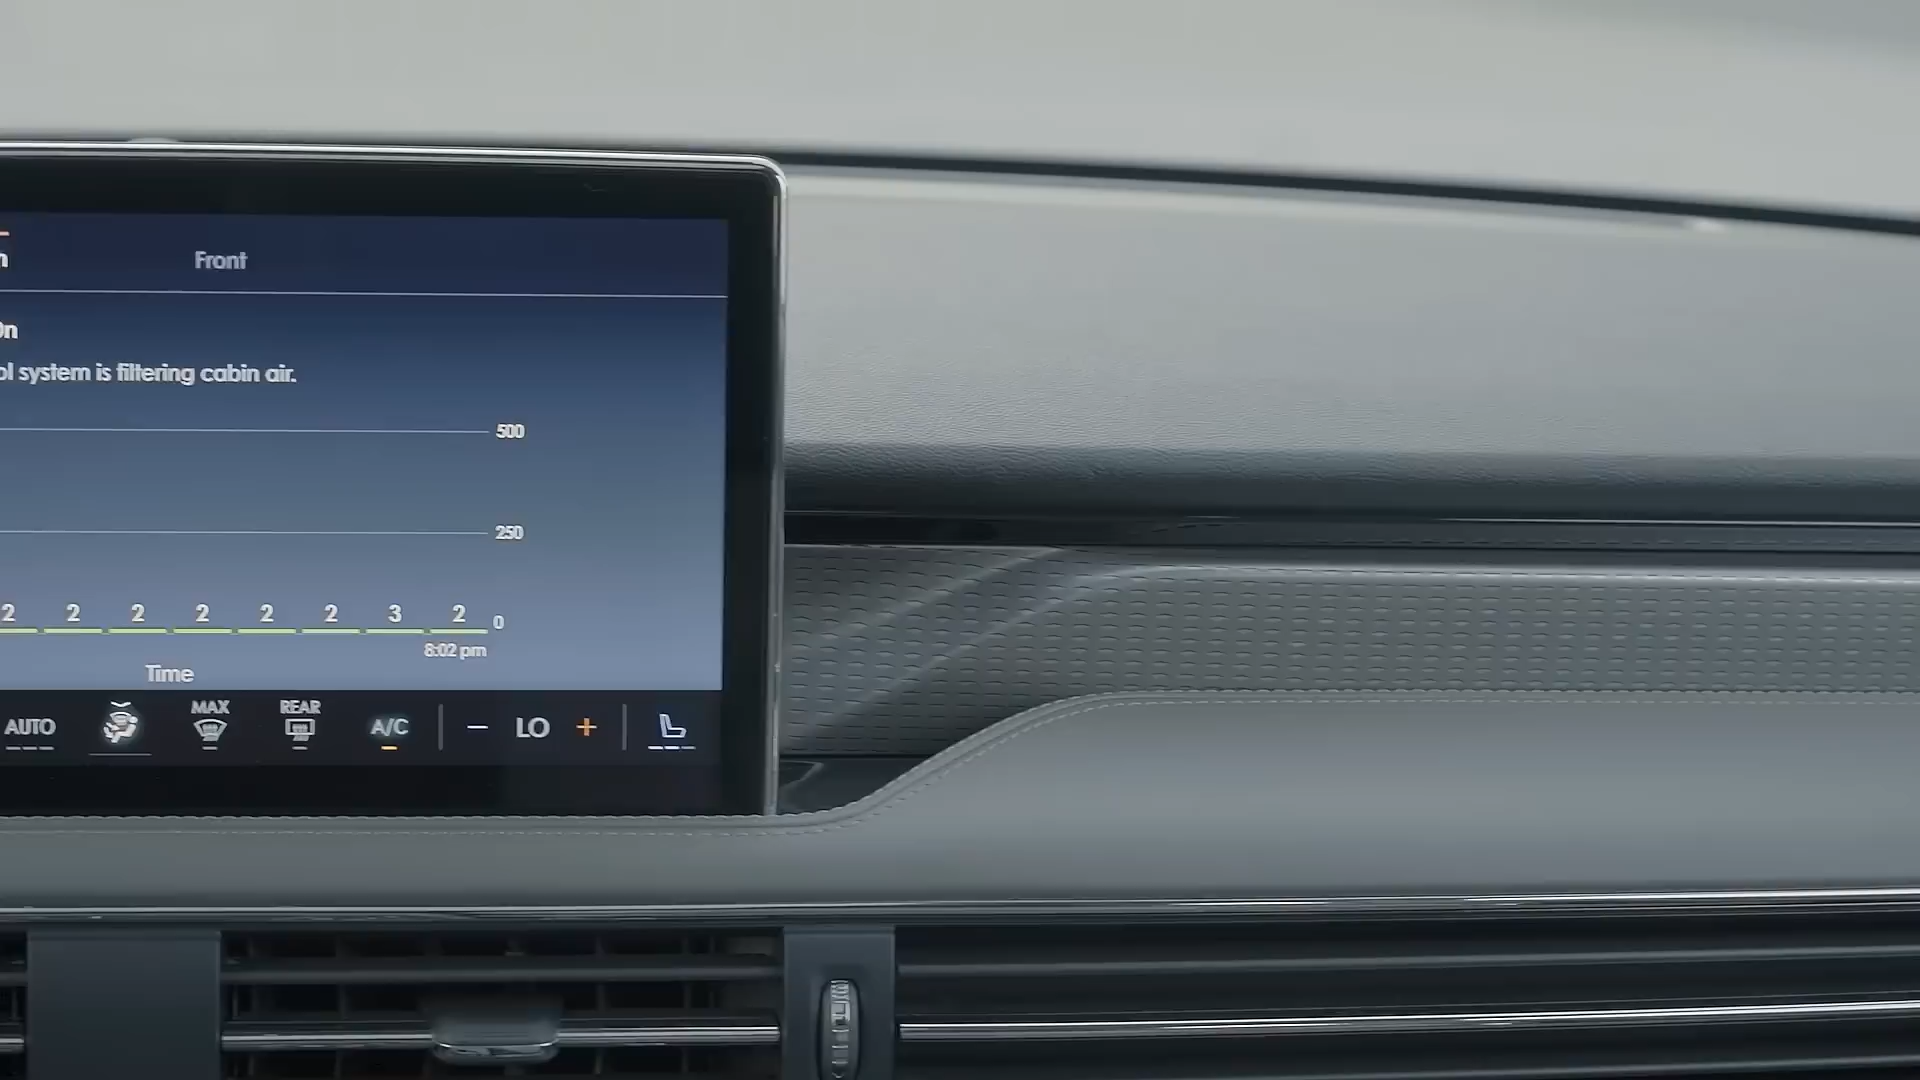 Front
system is filtering cabin air.
500
250
2 2 2 2 2 2 3 2 0
8:02 pm
Time
MAX REAR
AUTO A/C − LO +